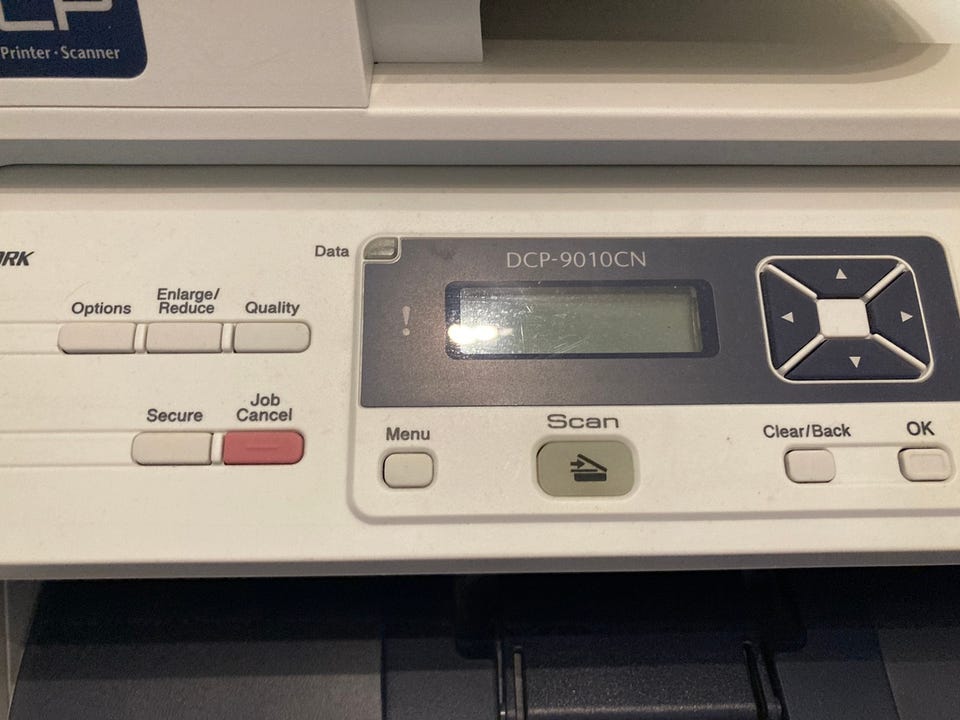 Printer · Scanner
Data
DCP-9010CN
!
Options
Enlarge/
Reduce
Quality
Secure
Job
Cancel
Menu
Scan
Clear/Back
OK